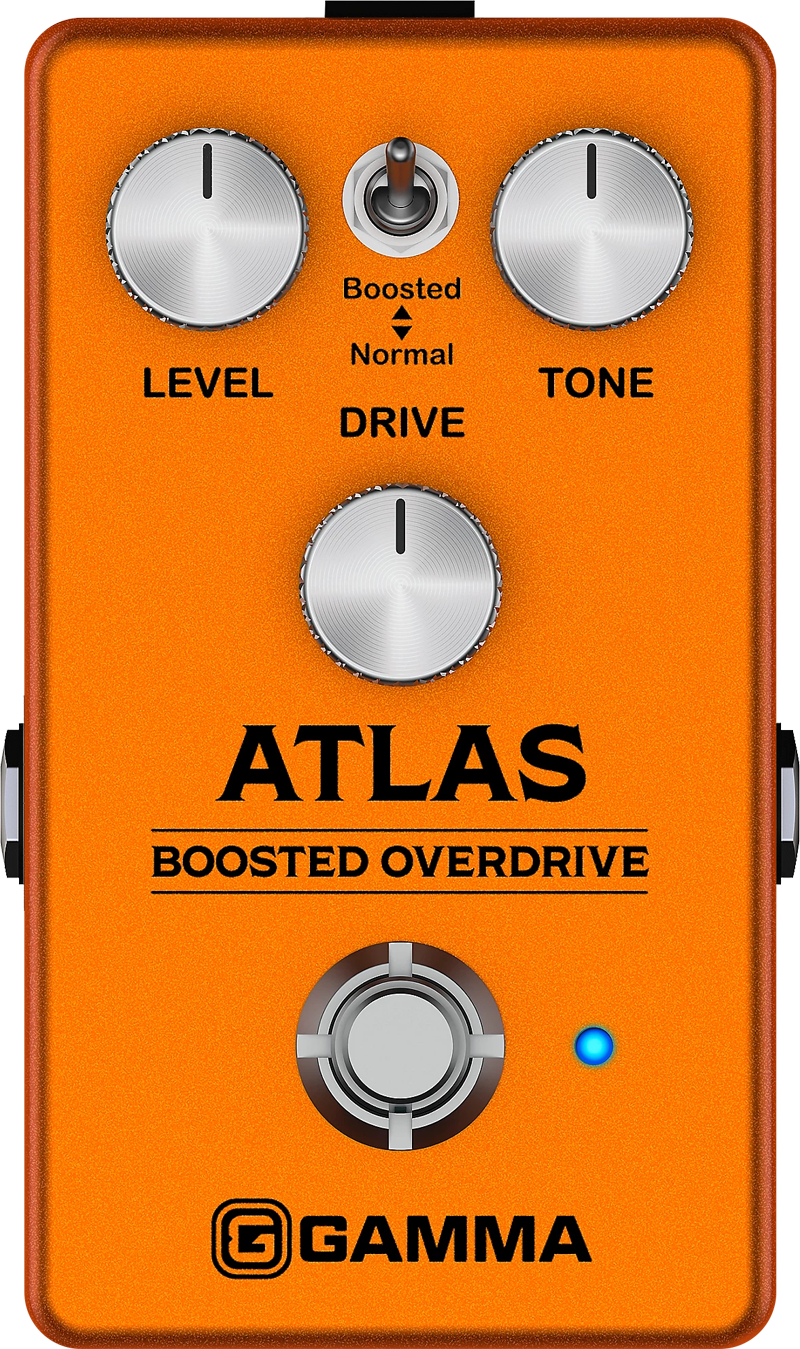 Boosted
Normal
LEVEL
TONE
DRIVE
ATLAS
BOOSTED OVERDRIVE
G GAMMA